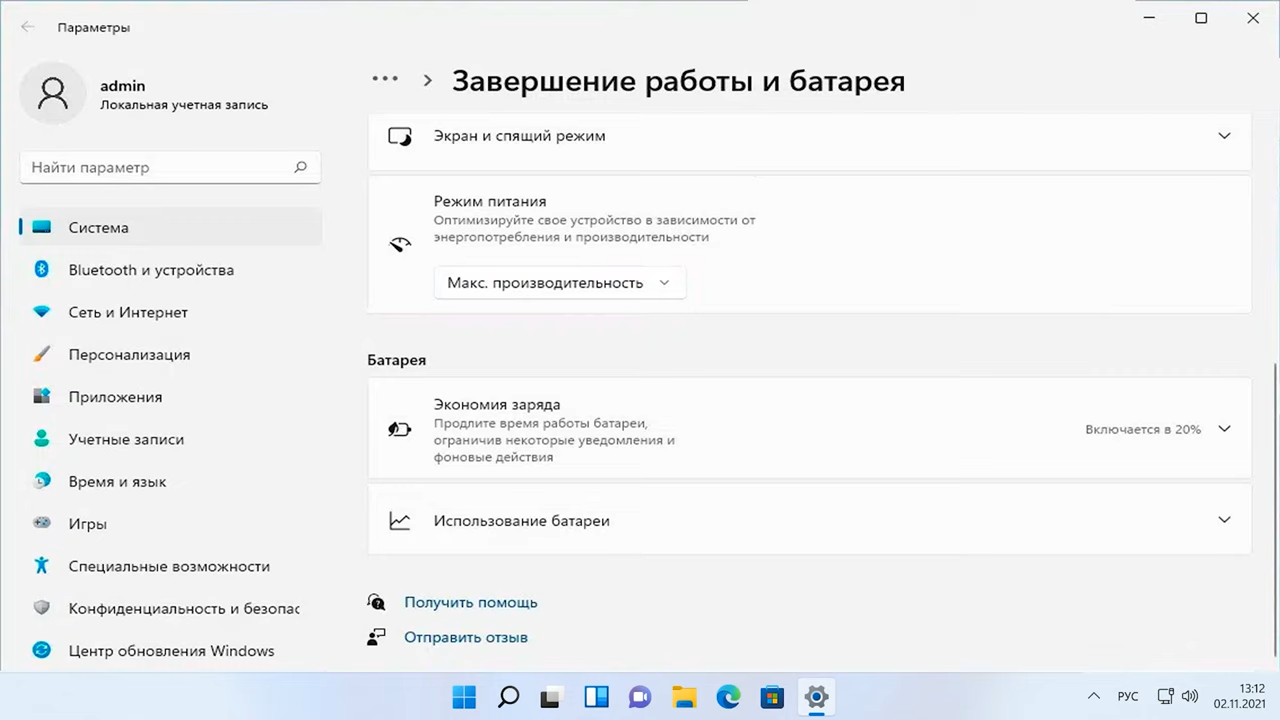 Параметры
admin
Локальная учетная запись
Найти параметр
Система
Bluetooth и устройства
Сеть и Интернет
Персонализация
Приложения
Учетные записи
Время и язык
Игры
Специальные возможности
Конфиденциальность и безопас
Центр обновления Windows
Завершение работы и батарея
Экран и спящий режим
Режим питания
Оптимизируйте свое устройство в зависимости от
энергопотребления и производительности
Макс. производительность
Батарея
Экономия заряда
Продлите время работы батареи,
ограничив некоторые уведомления и
фоновые действия
Включается в 20%
Использование батареи
Получить помощь
Отправить отзыв
РУС
13:12
02.11.2021